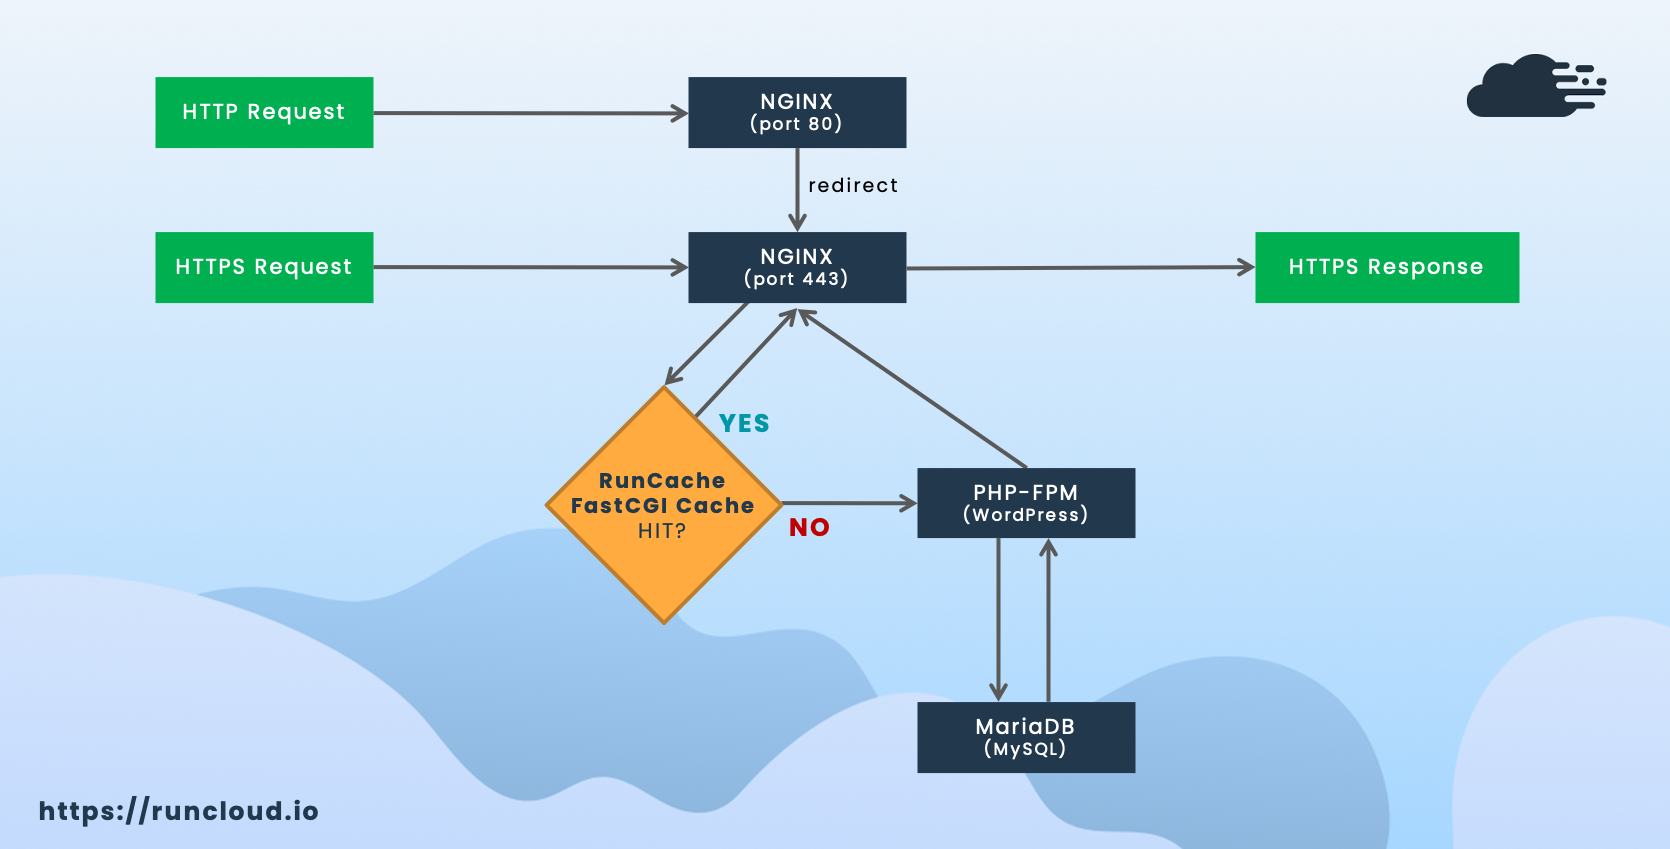 HTTP Request
NGINX
(port 80)
redirect
HTTPS Request
NGINX
(port 443)
HTTPS Response
YES
RunCache
FastCGI Cache
HIT?
NO
PHP-FPM
(WordPress)
MariaDB
(MySQL)
https://runcloud.io